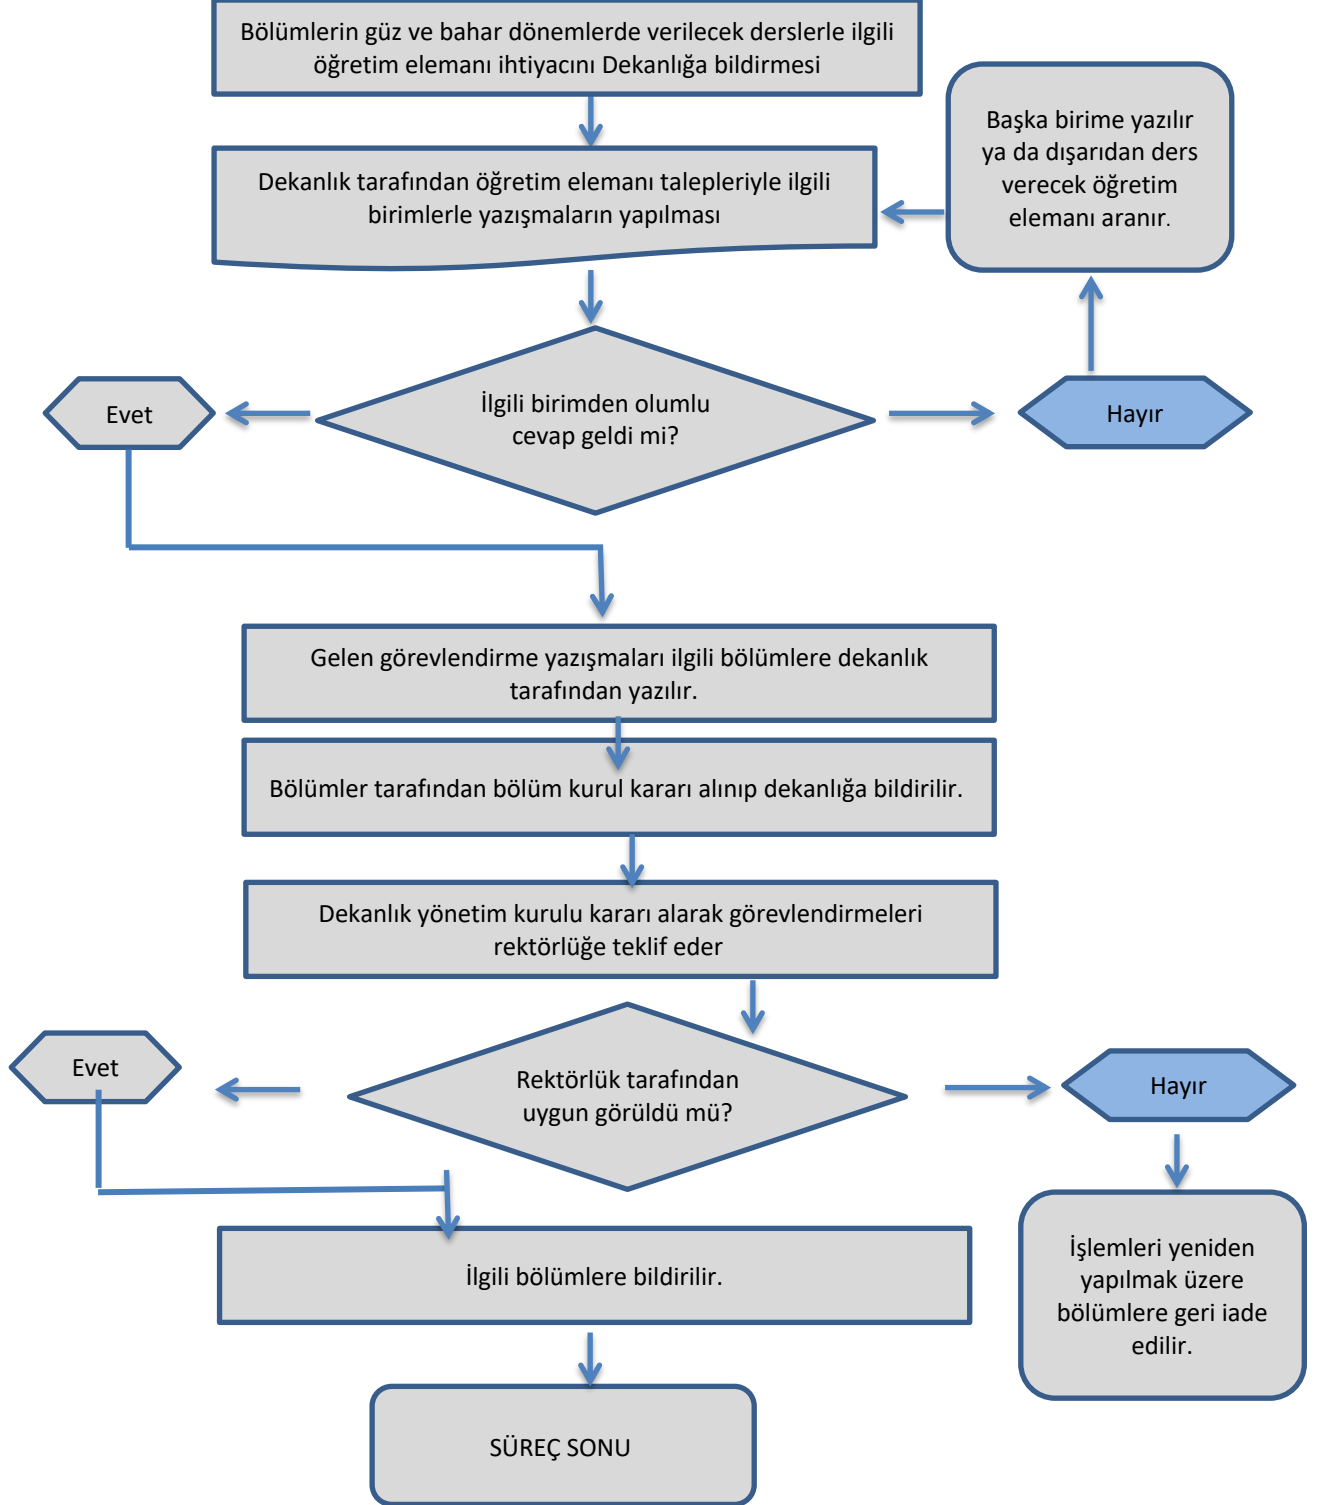 Bölümlerin güz ve bahar dönemlerde verilecek derslerle ilgili
öğretim elemanı ihtiyacını Dekanlığa bildirmesi
Başka birime yazılır
ya da dışarıdan ders
verecek öğretim
elemanı aranır.
Dekanlık tarafından öğretim elemanı talepleriyle ilgili
birimlerle yazışmaların yapılması
Evet
İlgili birimden olumlu
cevap geldi mi?
Hayır
Gelen görevlendirme yazışmaları ilgili bölümlere dekanlık
tarafından yazılır.
Bölümler tarafından bölüm kurul kararı alınıp dekanlığa bildirilir.
Dekanlık yönetim kurulu kararı alarak görevlendirmeleri
rektörlüğe teklif eder
Evet
Rektörlük tarafından
uygun görüldü mü?
Hayır
İlgili bölümlere bildirilir.
İşlemleri yeniden
yapılmak üzere
bölümlere geri iade
edilir.
SÜREÇ SONU